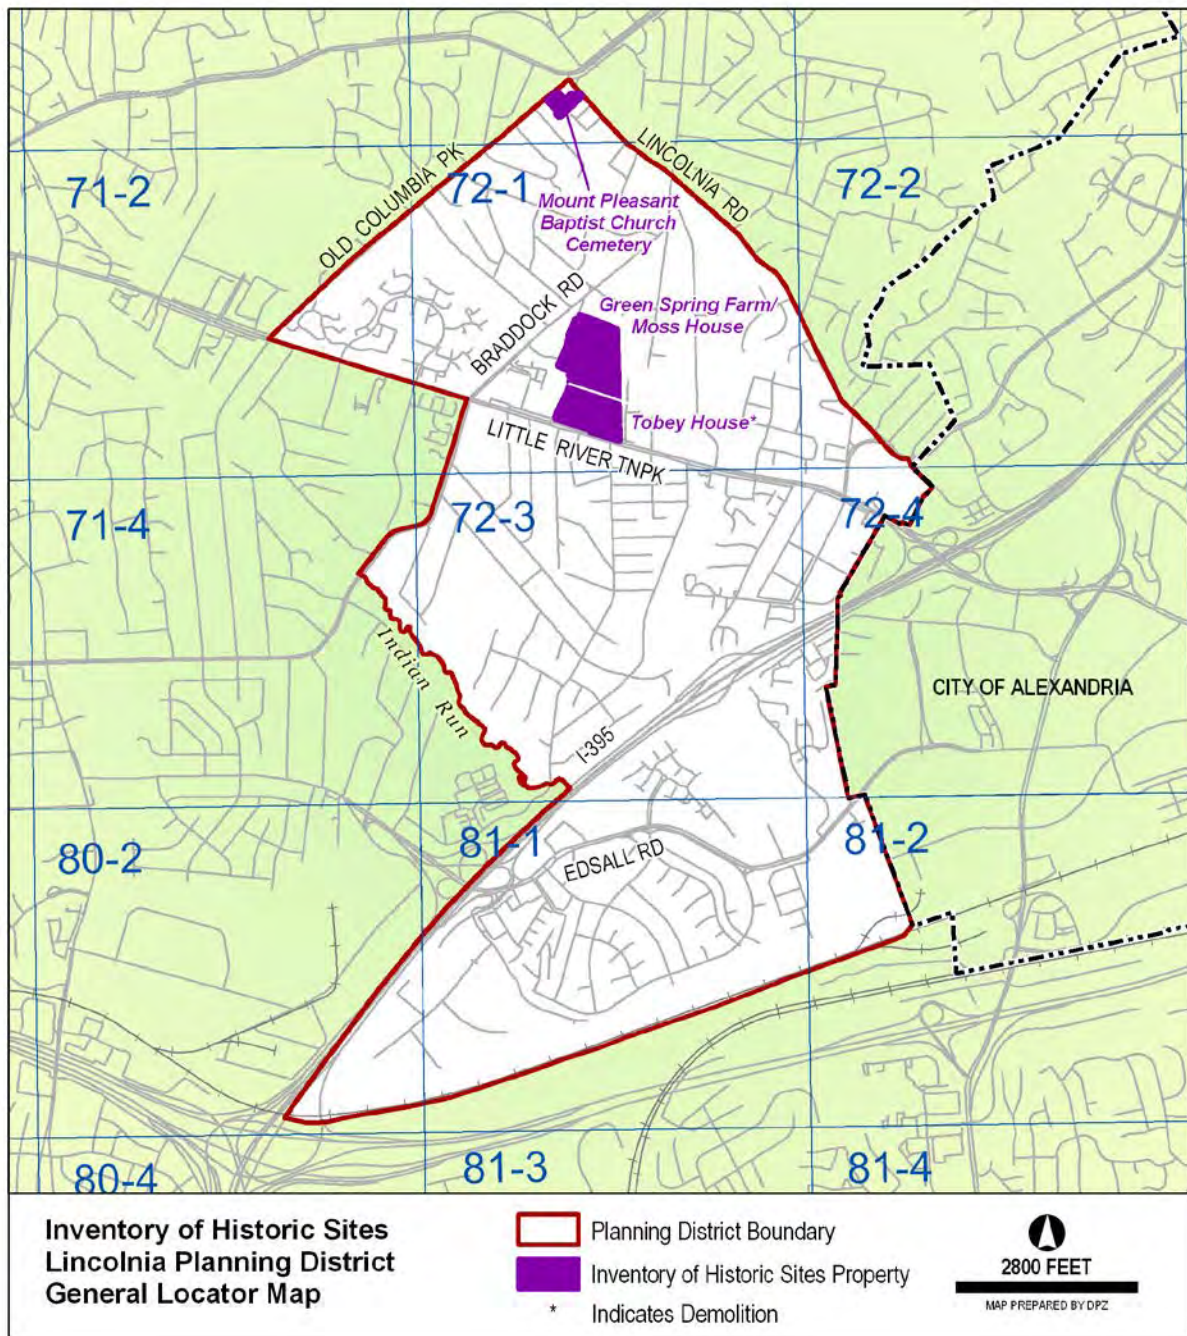 71-2
72-1
72-2
OLD COLUMBIA PK
LINCOLNIA RD
Mount Pleasant
Baptist Church
Cemetery
BRADDOCK RD
Green Spring Farm/
Moss House
Tobey House*
LITTLE RIVER TNPK
71-4
72-3
72-4
Indian Run
CITY OF ALEXANDRIA
I-395
80-2
81-1
EDSALL RD
81-2
80-4
81-3
81-4
Inventory of Historic Sites
Lincolnia Planning District
General Locator Map
Planning District Boundary
Inventory of Historic Sites Property
* Indicates Demolition
2800 FEET
MAP PREPARED BY DPZ